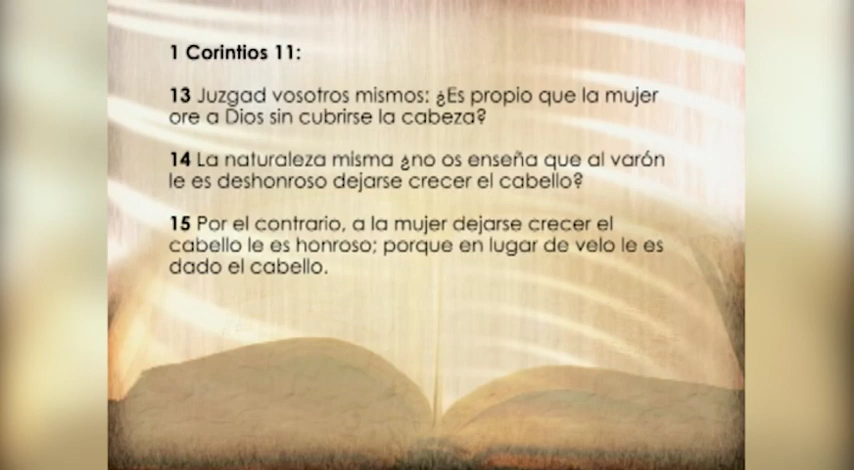 1 Corintios 11:
13 Juzgad vosotros mismos: ¿Es propio que la mujer
ore a Dios sin cubrirse la cabeza?
14 La naturaleza misma ¿no os enseña que al varón
le es deshonroso dejarse crecer el cabello?
15 Por el contrario, a la mujer dejarse crecer el
cabello le es honroso; porque en lugar de velo le es
dado el cabello.